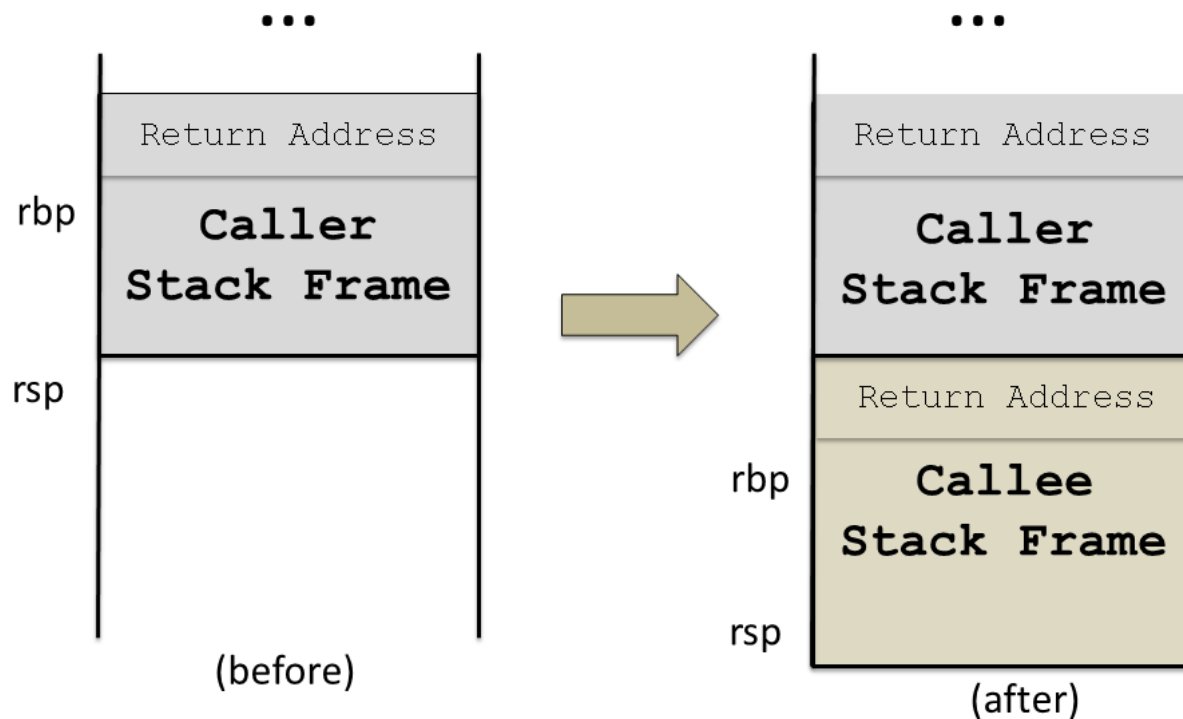 ...
Return Address
rbp
Caller
Stack Frame
rsp
(before)
...
Return Address
Caller
Stack Frame
Return Address
rbp
Callee
Stack Frame
rsp
(after)